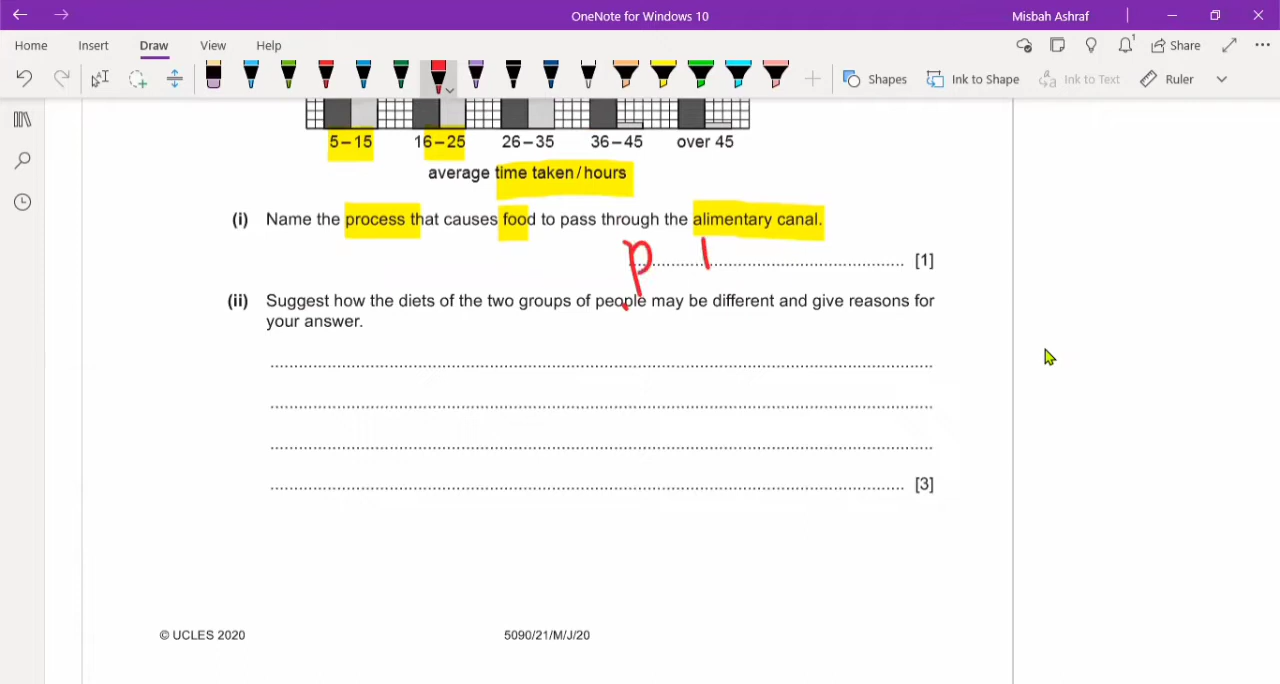 OneNote for Windows 10
Misbah Ashraf
Home Insert Draw View Help
Share
Shapes Ink to Shape Ink to Text Ruler
5–15 16–25 26–35 36–45 over 45
average time taken / hours
(i) Name the process that causes food to pass through the alimentary canal.
p
[1]
(ii) Suggest how the diets of the two groups of people may be different and give reasons for
your answer.
[3]
© UCLES 2020
5090/21/M/J/20